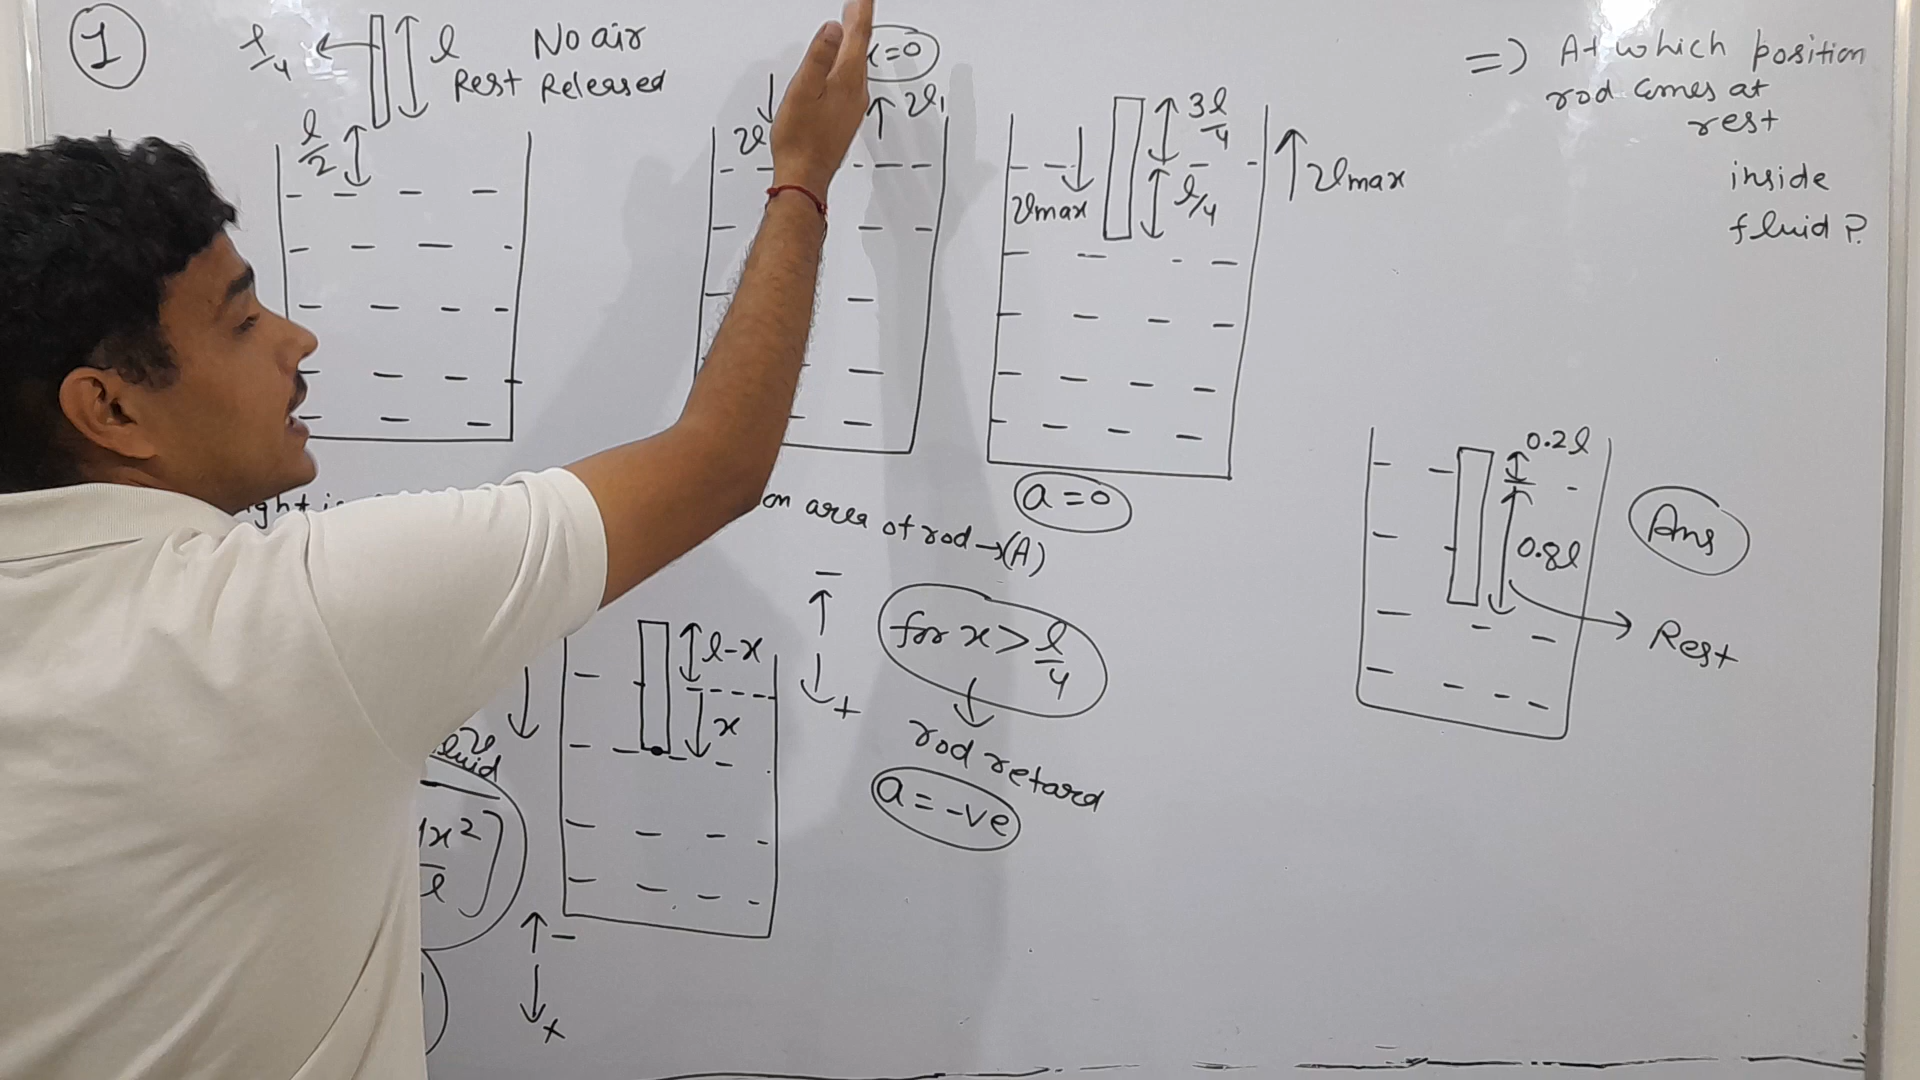 1
ρ/4
l
No air
Rest Released
l/2
v
x=0
v1
3l/4
l/4
vmax
vmax
=> At which position
rod comes at
rest
inside
fluid?
a=0
on area of rod→(A)
0.2l
0.8l
Ans
Rest
l-x
x
−
+
for x > l/4
rod retard
a = -ve
x²
l
−
+